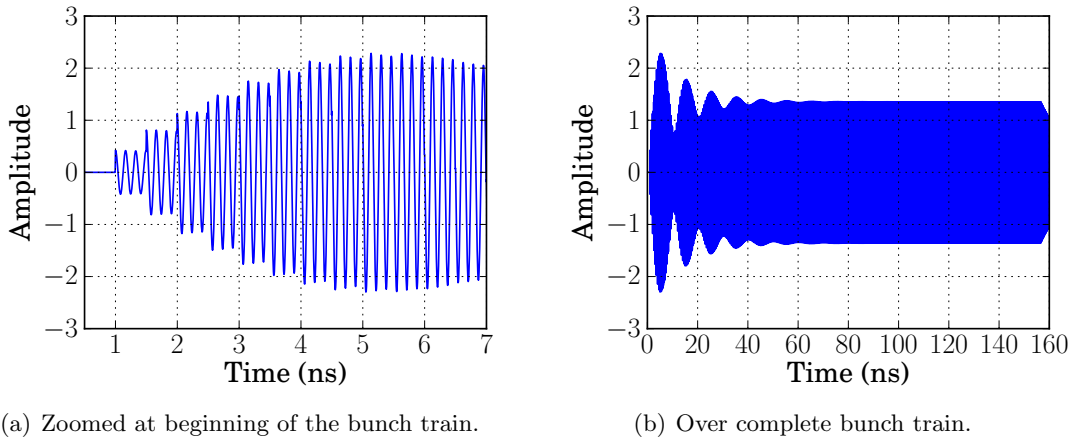 3
2
1
0
−1
−2
−3
Amplitude
1 2 3 4 5 6 7
Time (ns)
(a) Zoomed at beginning of the bunch train.
3
2
1
0
−1
−2
−3
Amplitude
0 20 40 60 80 100 120 140 160
Time (ns)
(b) Over complete bunch train.